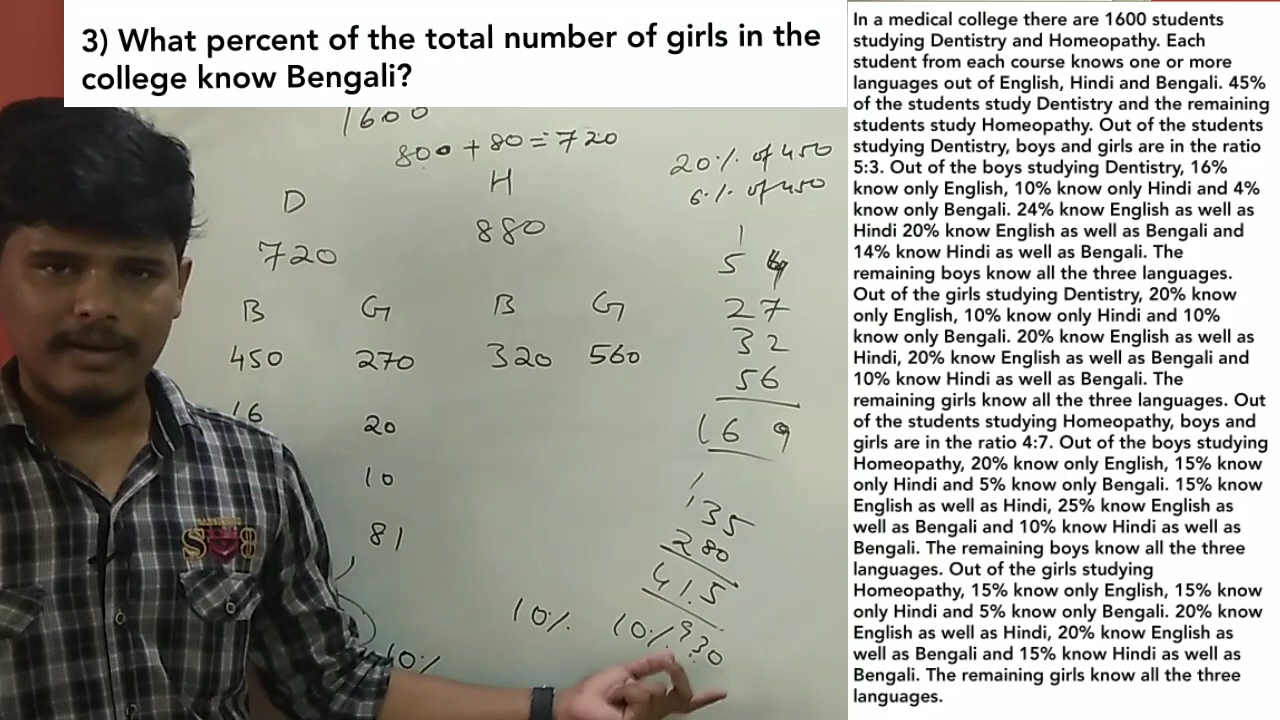 3) What percent of the total number of girls in the
college know Bengali?
1600
800 + 80 = 720
D
H
720
880
B G B G
450 270 320 560
16
20
10
81
10%
10%
10%
20% of 450
6% of 450
1
5 4
27
32
56
169
135
280
415
930
In a medical college there are 1600 students
studying Dentistry and Homeopathy. Each
student from each course knows one or more
languages out of English, Hindi and Bengali. 45%
of the students study Dentistry and the remaining
students study Homeopathy. Out of the students
studying Dentistry, boys and girls are in the ratio
5:3. Out of the boys studying Dentistry, 16%
know only English, 10% know only Hindi and 4%
know only Bengali. 24% know English as well as
Hindi 20% know English as well as Bengali and
14% know Hindi as well as Bengali. The
remaining boys know all the three languages.
Out of the girls studying Dentistry, 20% know
only English, 10% know only Hindi and 10%
know only Bengali. 20% know English as well as
Hindi, 20% know English as well as Bengali and
10% know Hindi as well as Bengali. The
remaining girls know all the three languages. Out
of the students studying Homeopathy, boys and
girls are in the ratio 4:7. Out of the boys studying
Homeopathy, 20% know only English, 15% know
only Hindi and 5% know only Bengali. 15% know
English as well as Hindi, 25% know English as
well as Bengali and 10% know Hindi as well as
Bengali. The remaining boys know all the three
languages. Out of the girls studying
Homeopathy, 15% know only English, 15% know
only Hindi and 5% know only Bengali. 20% know
English as well as Hindi, 20% know English as
well as Bengali and 15% know Hindi as well as
Bengali. The remaining girls know all the three
languages.